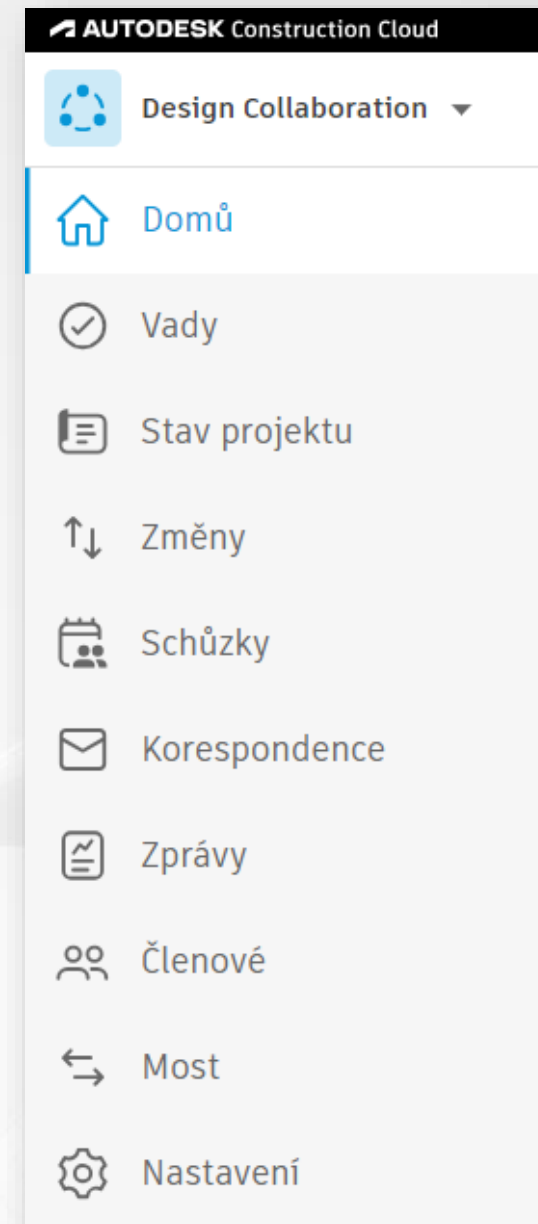 AUTODESK Construction Cloud
Design Collaboration
Domů
Vady
Stav projektu
Změny
Schůzky
Korespondence
Zprávy
Členové
Most
Nastavení